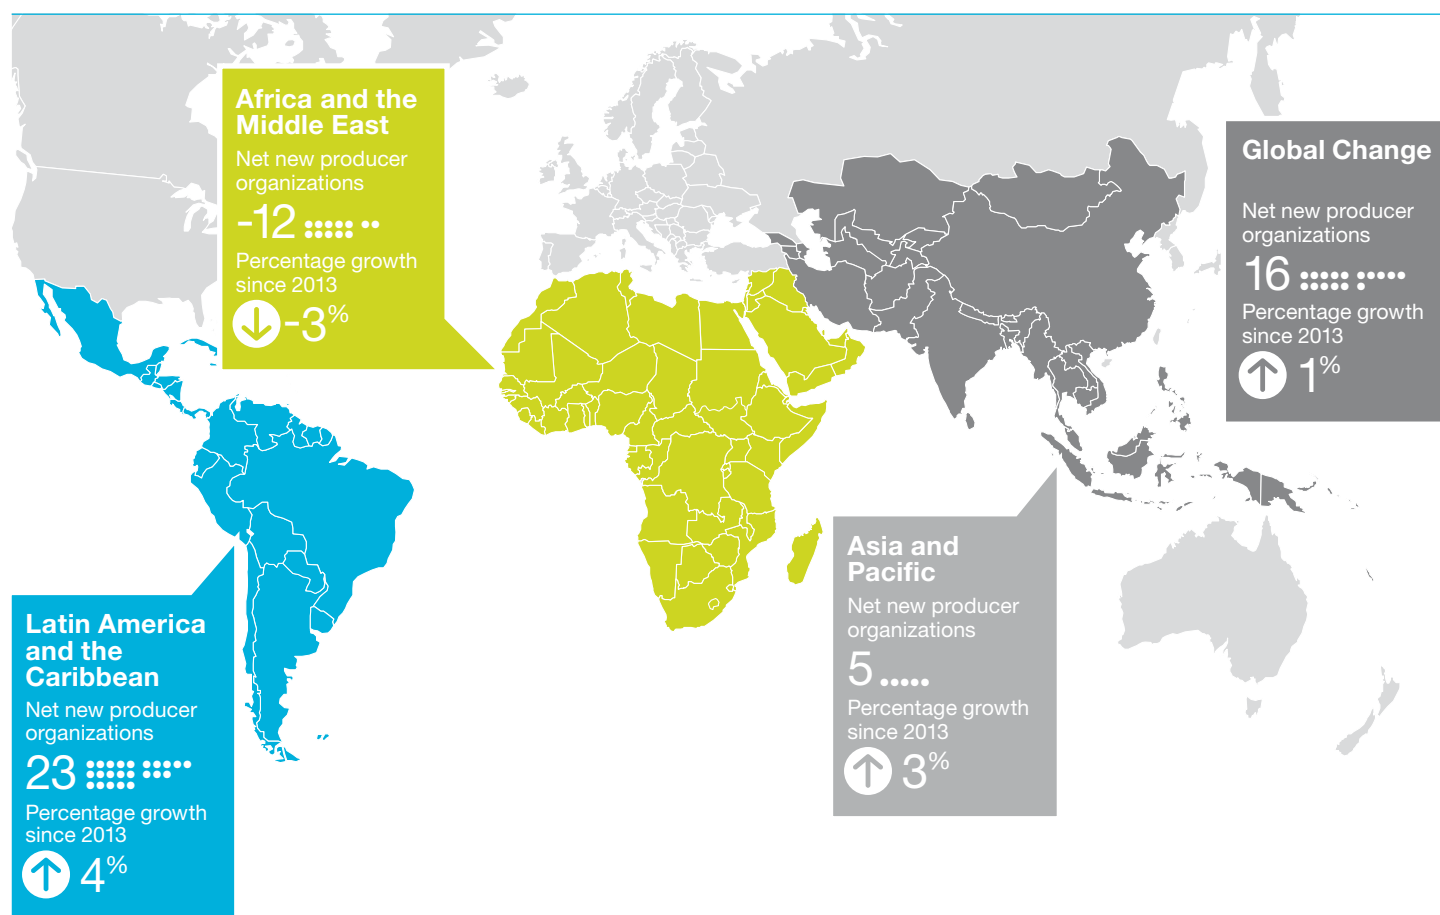 Africa and the
Middle East
Net new producer
organizations
-12
Percentage growth
since 2013
-3%
Global Change
Net new producer
organizations
16
Percentage growth
since 2013
1%
Asia and
Pacific
Net new producer
organizations
5
Percentage growth
since 2013
3%
Latin America
and the
Caribbean
Net new producer
organizations
23
Percentage growth
since 2013
4%